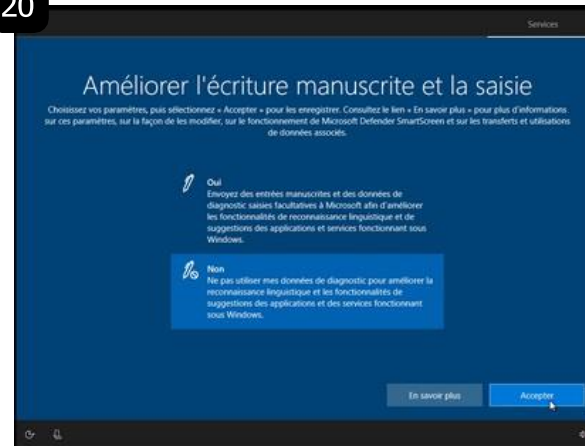 20
Services
Améliorer l'écriture manuscrite et la saisie
Choisissez vos paramètres, puis sélectionnez « Accepter » pour les enregistrer. Consultez le lien « En savoir plus » pour plus d'informations
sur ces paramètres, sur la façon de les modifier, sur le fonctionnement de Microsoft Defender SmartScreen et sur les transferts et utilisations
de données associés.
Oui
Envoyez des entrées manuscrites et des données de
diagnostic saisies facultatives à Microsoft afin d'améliorer
les fonctionnalités de reconnaissance linguistique et de
suggestions des applications et services fonctionnant sous
Windows.
Non
Ne pas utiliser mes données de diagnostic pour améliorer la
reconnaissance linguistique et les fonctionnalités de
suggestions des applications et des services fonctionnant
sous Windows.
En savoir plus
Accepter